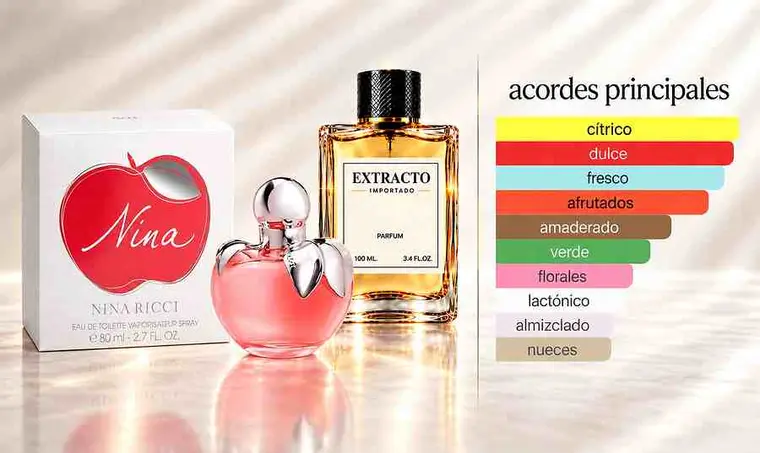 Nina
NINA RICCI
EAU DE TOILETTE VAPORISATEUR SPRAY
℮ 80 ml - 2.7 FL. OZ.
EXTRACTO
IMPORTADO
PARFUM
100 ML. 3.4 FL.OZ.
acordes principales
cítrico
dulce
fresco
afrutados
amaderado
verde
florales
lactónico
almizclado
nueces